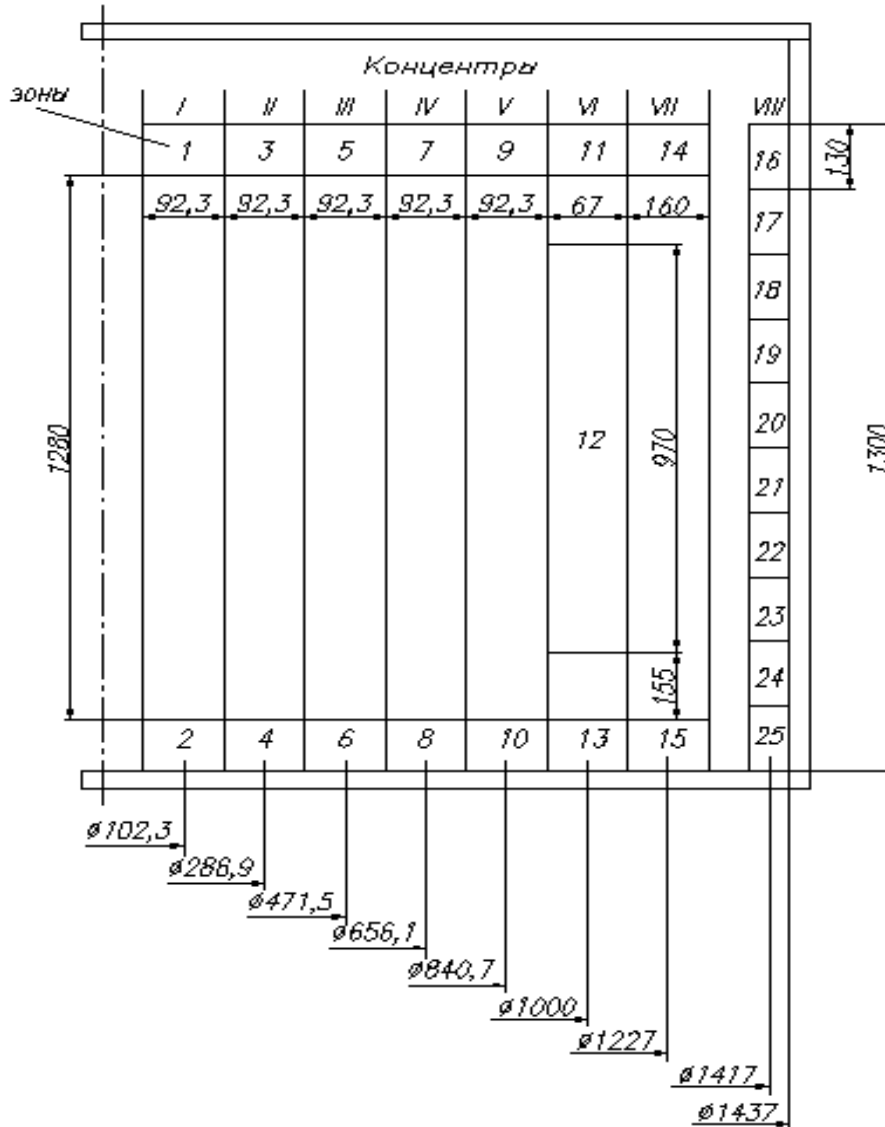 Концентры
зоны
I II III IV V VI VII VIII
1 3 5 7 9 11 14 16
130
92,3 92,3 92,3 92,3 92,3 67 160
17
18
19
1280 12 970 20 1300
21
22
23
155 24
2 4 6 8 10 13 15 25
ø102,3
ø286,9
ø471,5
ø656,1
ø840,7
ø1000
ø1227
ø1417
ø1437